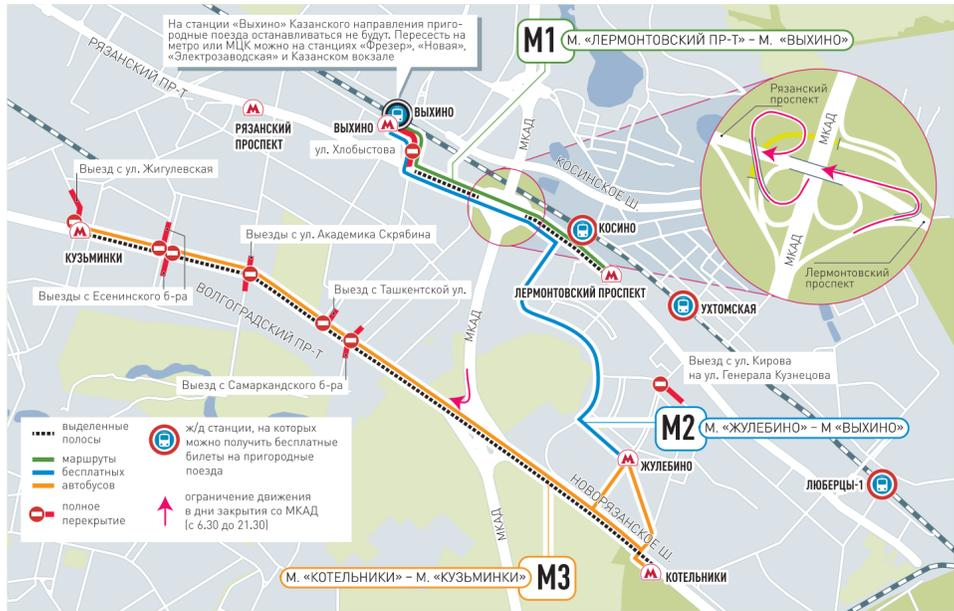 На станции «Выхино» Казанского направления приго-
родные поезда останавливаться не будут. Пересесть на
метро или МЦК можно на станциях «Фрезер», «Новая»,
«Электрозаводская» и Казанском вокзале
М1
М. «ЛЕРМОНТОВСКИЙ ПР-Т» – М. «ВЫХИНО»
РЯЗАНСКИЙ ПР-Т
РЯЗАНСКИЙ
ПРОСПЕКТ
ВЫХИНО
ВЫХИНО
ул. Хлобыстова
МКАД
КОСИНСКОЕ Ш.
Рязанский
проспект
МКАД
МКАД
Лермонтовский
проспект
Выезд с ул. Жигулевская
КУЗЬМИНКИ
Выезды с ул. Академика Скрябина
КОСИНО
Выезды с Есенинского б-ра
ВОЛГОГРАДСКИЙ ПР-Т
Выезд с Ташкентской ул.
ЛЕРМОНТОВСКИЙ ПРОСПЕКТ
УХТОМСКАЯ
МКАД
Выезд с ул. Кирова
на ул. Генерала Кузнецова
Выезд с Самаркандского б-ра
М2
М. «ЖУЛЕБИНО» – М «ВЫХИНО»
ЖУЛЕБИНО
ЛЮБЕРЦЫ-1
НОВОРЯЗАНСКОЕ Ш.
МКАД
М. «КОТЕЛЬНИКИ» – М. «КУЗЬМИНКИ»
М3
КОТЕЛЬНИКИ
выделенные
полосы
маршруты
бесплатных
автобусов
полное
перекрытие
ж/д станции, на которых
можно получить бесплатные
билеты на пригородные
поезда
ограничение движения
в дни закрытия со МКАД
(с 6.30 до 21.30)